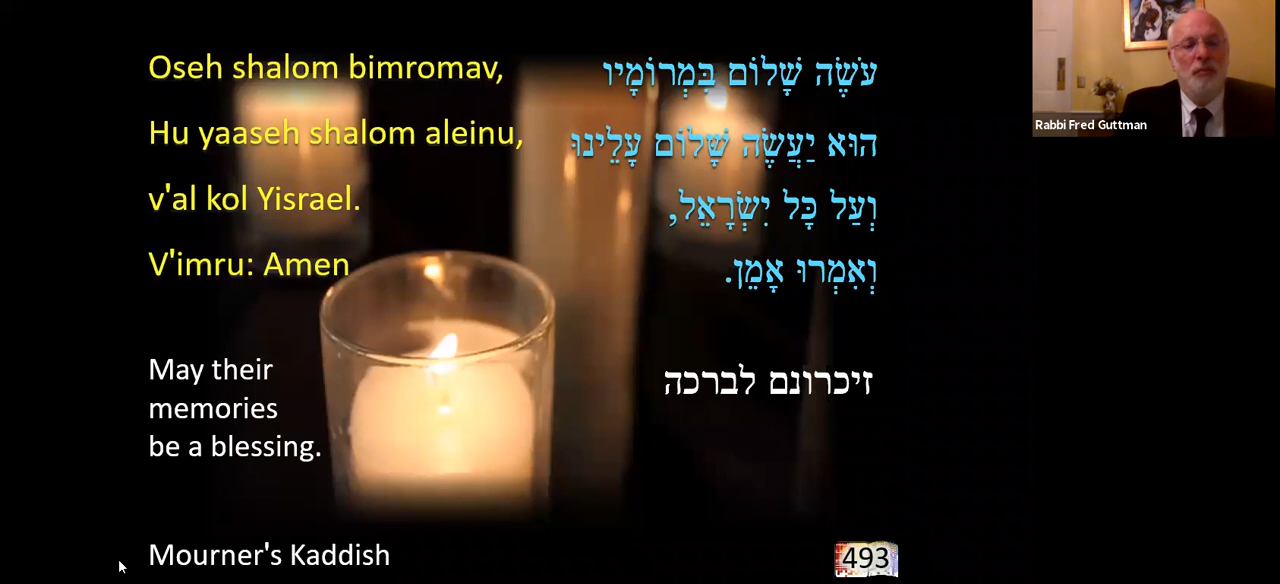 Oseh shalom bimromav,
עֹשֶׂה שָׁלוֹם בִּמְרוֹמָיו
Hu yaaseh shalom aleinu,
הוּא יַעֲשֶׂה שָׁלוֹם עָלֵינוּ
v'al kol Yisrael.
וְעַל כָּל יִשְׂרָאֵל,
V'imru: Amen
וְאִמְרוּ אָמֵן.
May their
memories
be a blessing.
זיכרונם לברכה
Mourner's Kaddish
493
Rabbi Fred Guttman